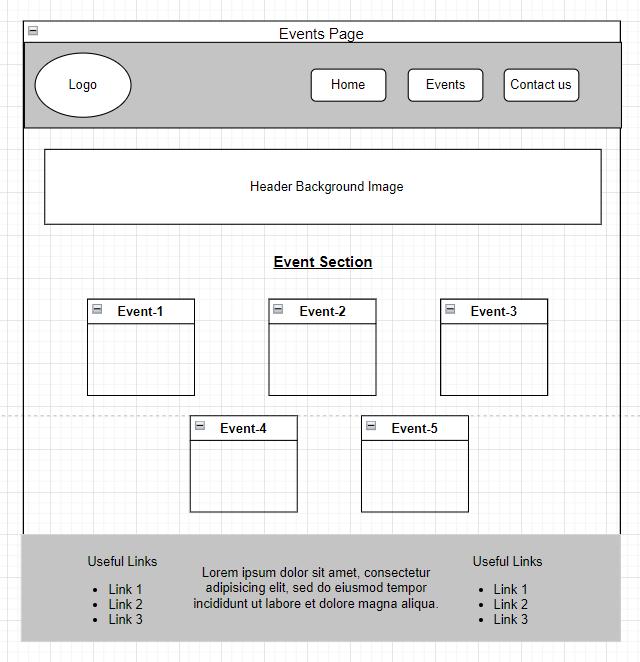 Events Page
Logo
Home
Events
Contact us
Header Background Image
Event Section
Event-1
Event-2
Event-3
Event-4
Event-5
Useful Links
Link 1
Link 2
Link 3
Lorem ipsum dolor sit amet, consectetur
adipisicing elit, sed do eiusmod tempor
incididunt ut labore et dolore magna aliqua.
Useful Links
Link 1
Link 2
Link 3